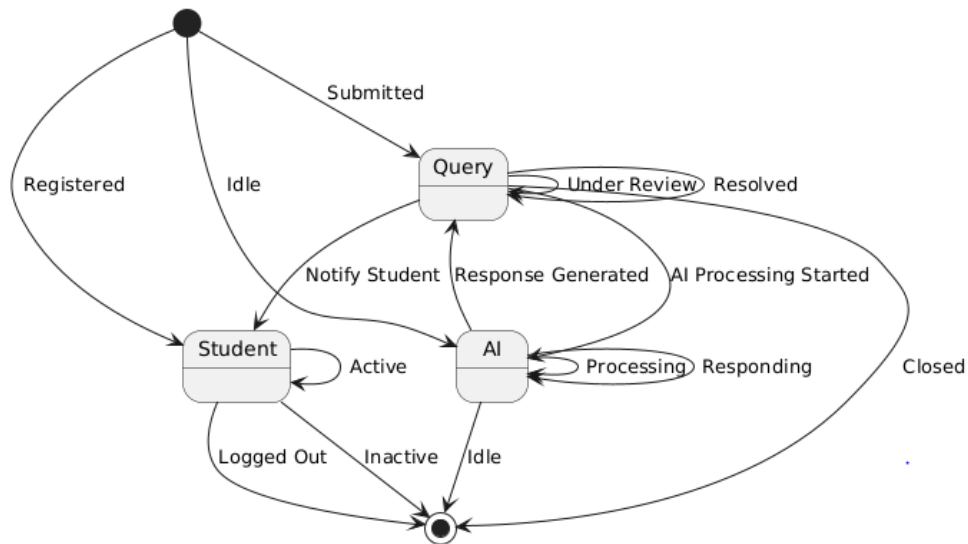 Submitted
Query
Registered
Idle
Under Review
Resolved
Notify Student
Response Generated
AI Processing Started
Student
AI
Active
Processing
Responding
Closed
Logged Out
Inactive
Idle